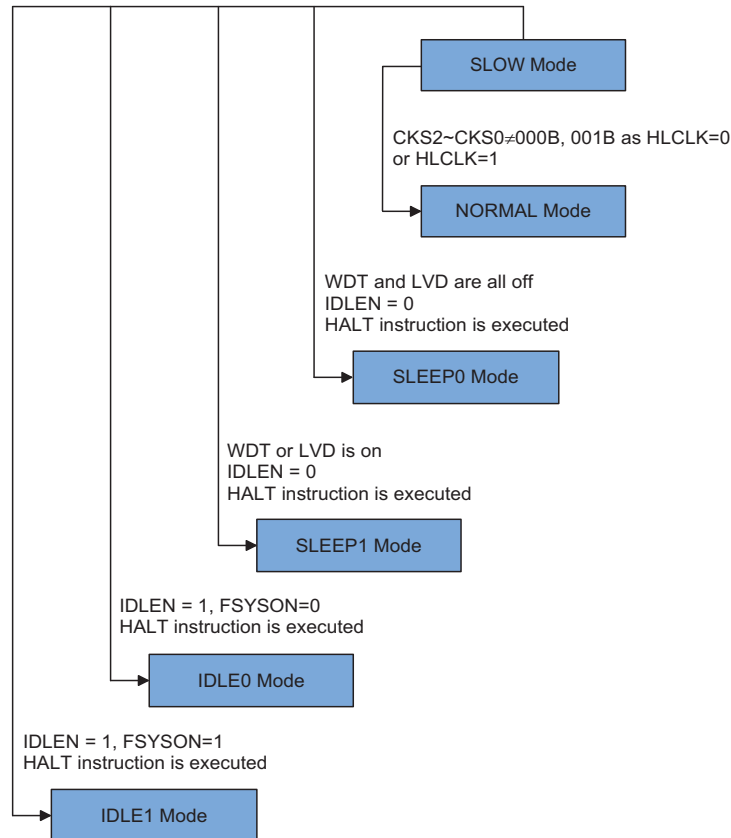 SLOW Mode
CKS2~CKS0≠000B, 001B as HLCLK=0
or HLCLK=1
NORMAL Mode
WDT and LVD are all off
IDLEN = 0
HALT instruction is executed
SLEEP0 Mode
WDT or LVD is on
IDLEN = 0
HALT instruction is executed
SLEEP1 Mode
IDLEN = 1, FSYSON=0
HALT instruction is executed
IDLE0 Mode
IDLEN = 1, FSYSON=1
HALT instruction is executed
IDLE1 Mode